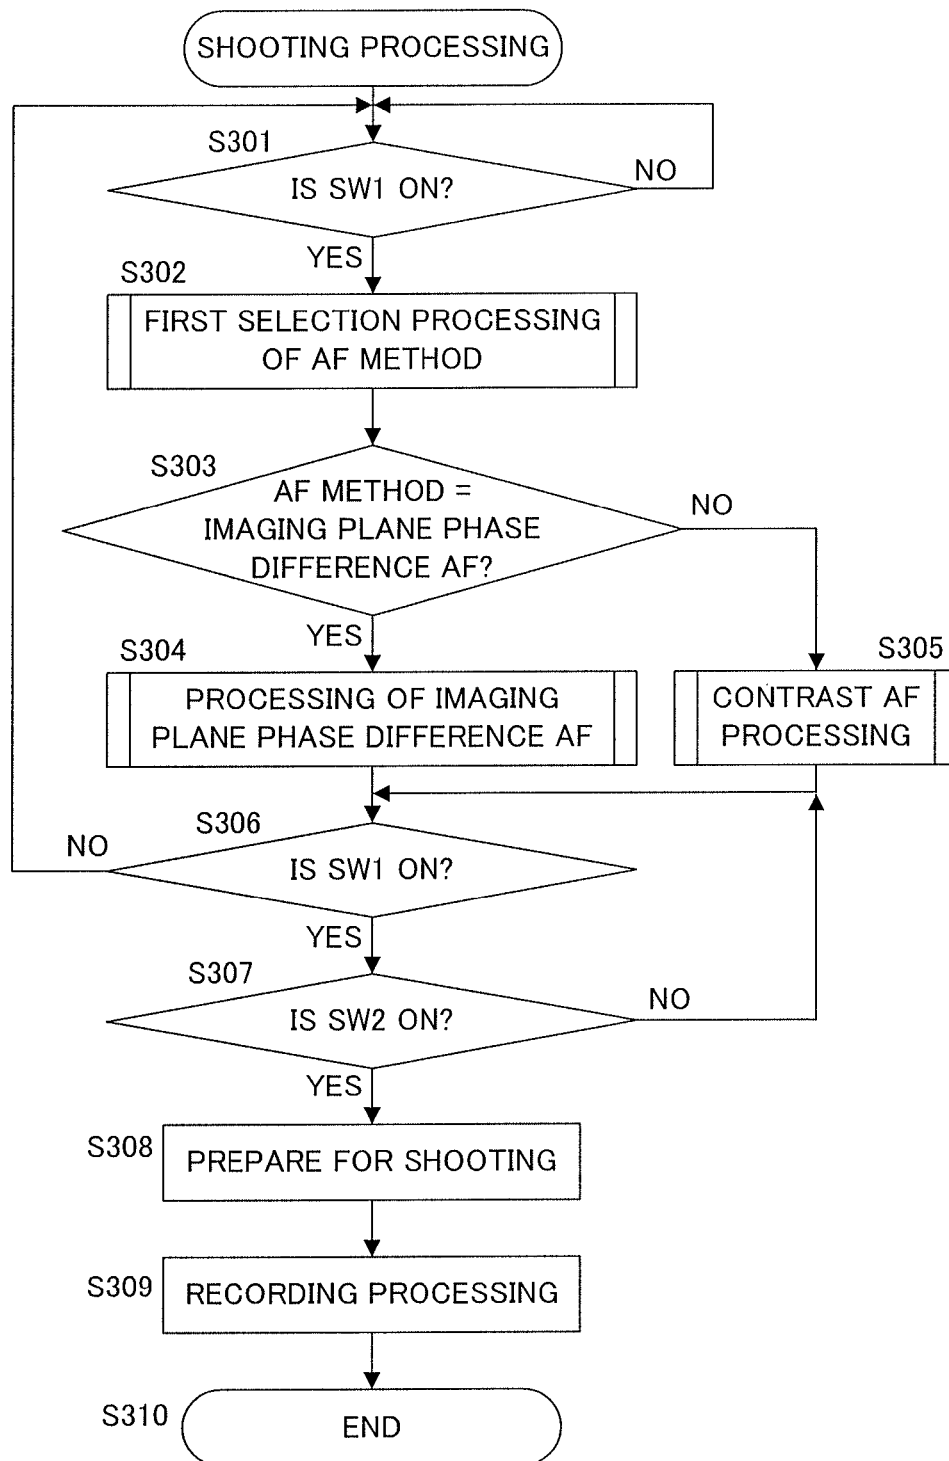 SHOOTING PROCESSING
S301
IS SW1 ON?
NO
YES
S302
FIRST SELECTION PROCESSING
OF AF METHOD
S303
AF METHOD =
IMAGING PLANE PHASE
DIFFERENCE AF?
NO
YES
S304
PROCESSING OF IMAGING
PLANE PHASE DIFFERENCE AF
S305
CONTRAST AF
PROCESSING
S306
NO
IS SW1 ON?
YES
S307
IS SW2 ON?
NO
YES
S308
PREPARE FOR SHOOTING
S309
RECORDING PROCESSING
S310
END